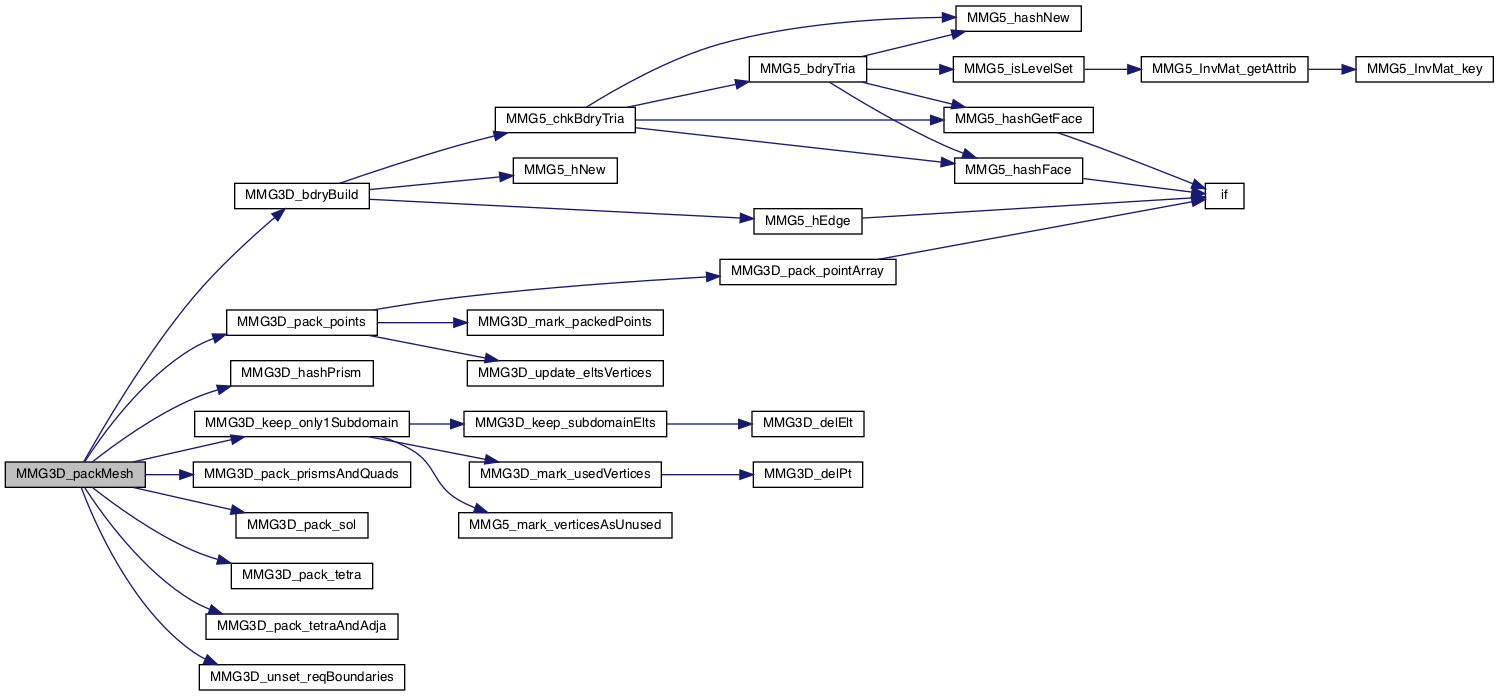 MMG5_hashNew
MMG5_bdryTria
MMG5_isLevelSet
MMG5_InvMat_getAttrib
MMG5_InvMat_key
MMG5_chkBdryTria
MMG5_hashGetFace
MMG5_hNew
MMG5_hashFace
MMG3D_bdryBuild
if
MMG5_hEdge
MMG3D_pack_pointArray
MMG3D_pack_points
MMG3D_mark_packedPoints
MMG3D_hashPrism
MMG3D_update_eltsVertices
MMG3D_keep_only1Subdomain
MMG3D_keep_subdomainElts
MMG3D_delElt
MMG3D_packMesh
MMG3D_pack_prismsAndQuads
MMG3D_mark_usedVertices
MMG3D_delPt
MMG3D_pack_sol
MMG5_mark_verticesAsUnused
MMG3D_pack_tetra
MMG3D_pack_tetraAndAdja
MMG3D_unset_reqBoundaries